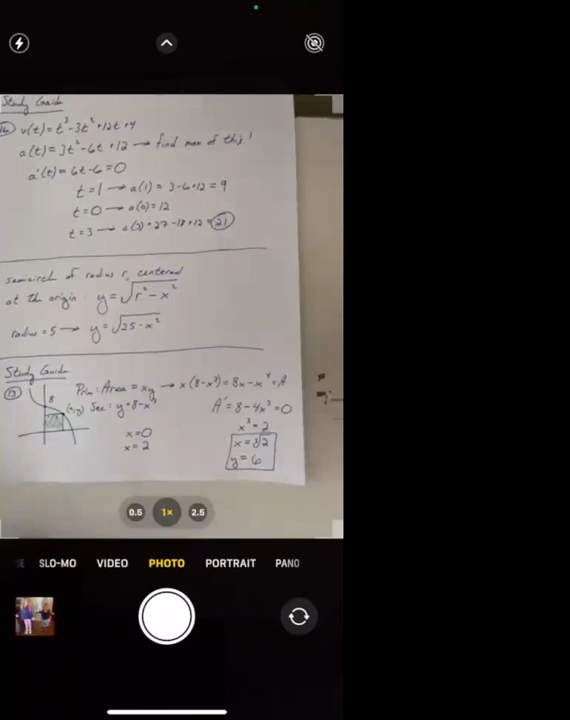 Study Guide
16 v(t) = t³ - 3t² + 12t + 4
a(t) = 3t² - 6t + 12 → find max of this!
a'(t) = 6t - 6 = 0
t = 1 → a(1) = 3 - 6 + 12 = 9
t = 0 → a(0) = 12
t = 3 → a(3) = 27 - 18 + 12 = 21
semicircl of radius r, centered
at the origin: y = √r² - x²
radius = 5 → y = √25 - x²
Study Guide
13
8
(x,y)
Prim: Area = xy → x(8-x³) = 8x - x⁴ = A
Sec: y = 8 - x³
A' = 8 - 4x³ = 0
x = 0
x = 2
x³ = 2
x = ∛2
y = 6
0.5 1× 2.5
SLO-MO VIDEO PHOTO PORTRAIT PANO